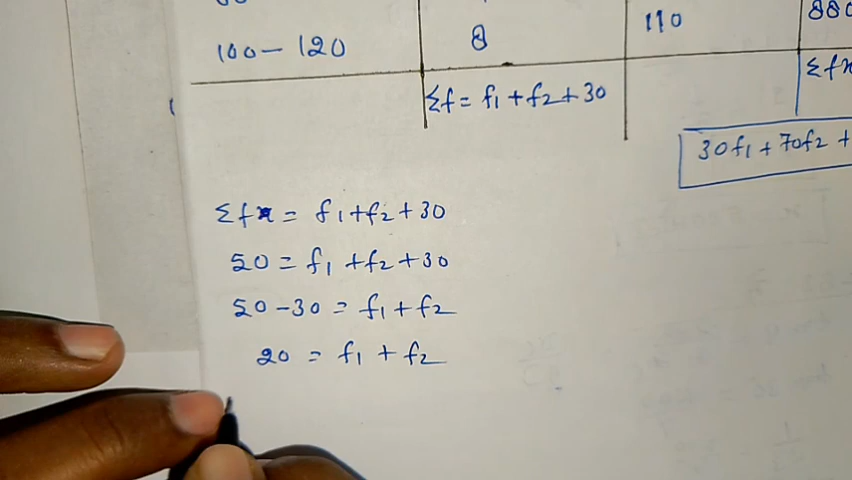 100 - 120 8 110 880
Σf = f1 + f2 + 30 Σfx
30f1 + 70f2 +
Σf = f1 + f2 + 30
50 = f1 + f2 + 30
50 - 30 = f1 + f2
20 = f1 + f2